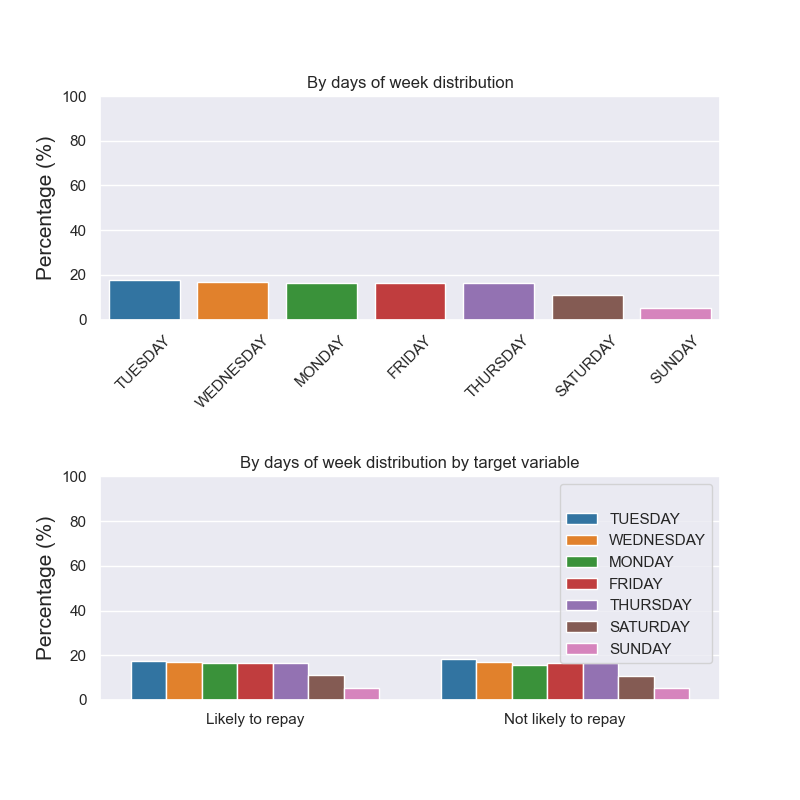 By days of week distribution
100
80
60
40
20
0
Percentage (%)
TUESDAY
WEDNESDAY
MONDAY
FRIDAY
THURSDAY
SATURDAY
SUNDAY
By days of week distribution by target variable
100
80
60
40
20
0
Percentage (%)
TUESDAY
WEDNESDAY
MONDAY
FRIDAY
THURSDAY
SATURDAY
SUNDAY
Likely to repay
Not likely to repay